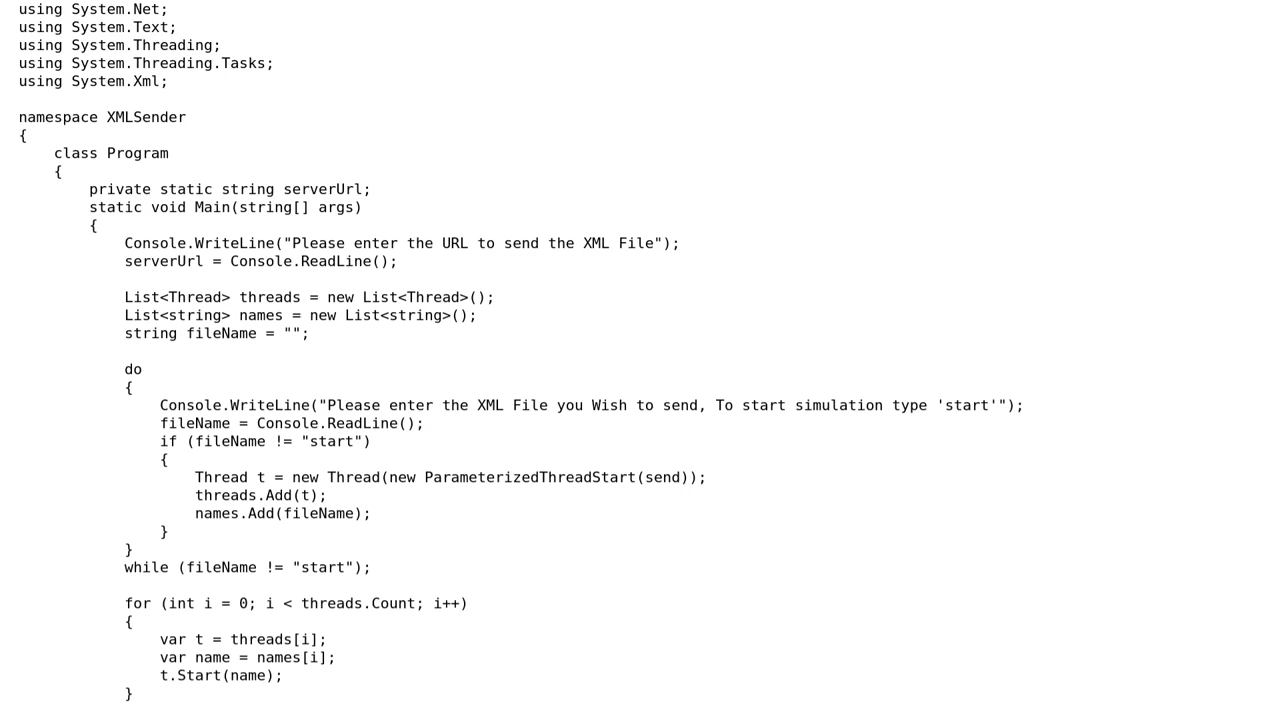 using System.Net;
using System.Text;
using System.Threading;
using System.Threading.Tasks;
using System.Xml;

namespace XMLSender
{
    class Program
    {
        private static string serverUrl;
        static void Main(string[] args)
        {
            Console.WriteLine("Please enter the URL to send the XML File");
            serverUrl = Console.ReadLine();

            List<Thread> threads = new List<Thread>();
            List<string> names = new List<string>();
            string fileName = "";

            do
            {
                Console.WriteLine("Please enter the XML File you Wish to send, To start simulation type 'start'");
                fileName = Console.ReadLine();
                if (fileName != "start")
                {
                    Thread t = new Thread(new ParameterizedThreadStart(send));
                    threads.Add(t);
                    names.Add(fileName);
                }
            }
            while (fileName != "start");

            for (int i = 0; i < threads.Count; i++)
            {
                var t = threads[i];
                var name = names[i];
                t.Start(name);
            }